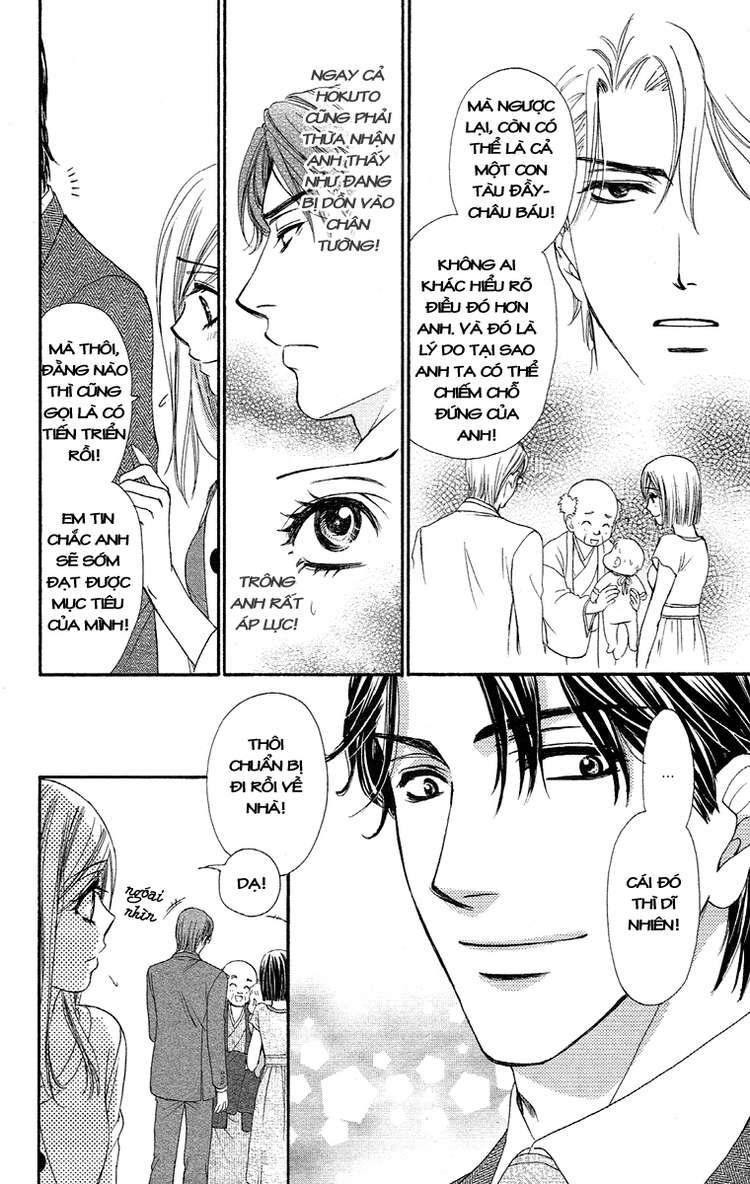 MÀ NGƯỢC
LẠI, CÒN CÓ
THỂ LÀ CẢ
MỘT CON
TÀU ĐẦY-
CHÂU BÁU!
KHÔNG AI
KHÁC HIỂU RÕ
ĐIỀU ĐÓ HƠN
ANH. VÀ ĐÓ LÀ
LÝ DO TẠI SAO
ANH TA CÓ THỂ
CHIẾM CHỖ
ĐỨNG CỦA
ANH!
NGAY CẢ
HOKUTO
CŨNG PHẢI
THỪA NHẬN
ANH THẤY
NHƯ ĐANG
BỊ DỒN VÀO
CHÂN
TƯỜNG!
TRÔNG
ANH RẤT
ÁP LỰC!
MÀ THÔI,
ĐẰNG NÀO
THÌ CŨNG
GỌI LÀ CÓ
TIẾN TRIỂN
RỒI!
EM TIN
CHẮC ANH
SẼ SỚM
ĐẠT ĐƯỢC
MỤC TIÊU
CỦA MÌNH!
...
CÁI ĐÓ
THÌ DĨ
NHIÊN!
THÔI
CHUẨN BỊ
ĐI RỒI VỀ
NHÀ!
DẠ!
ngoái
nhìn